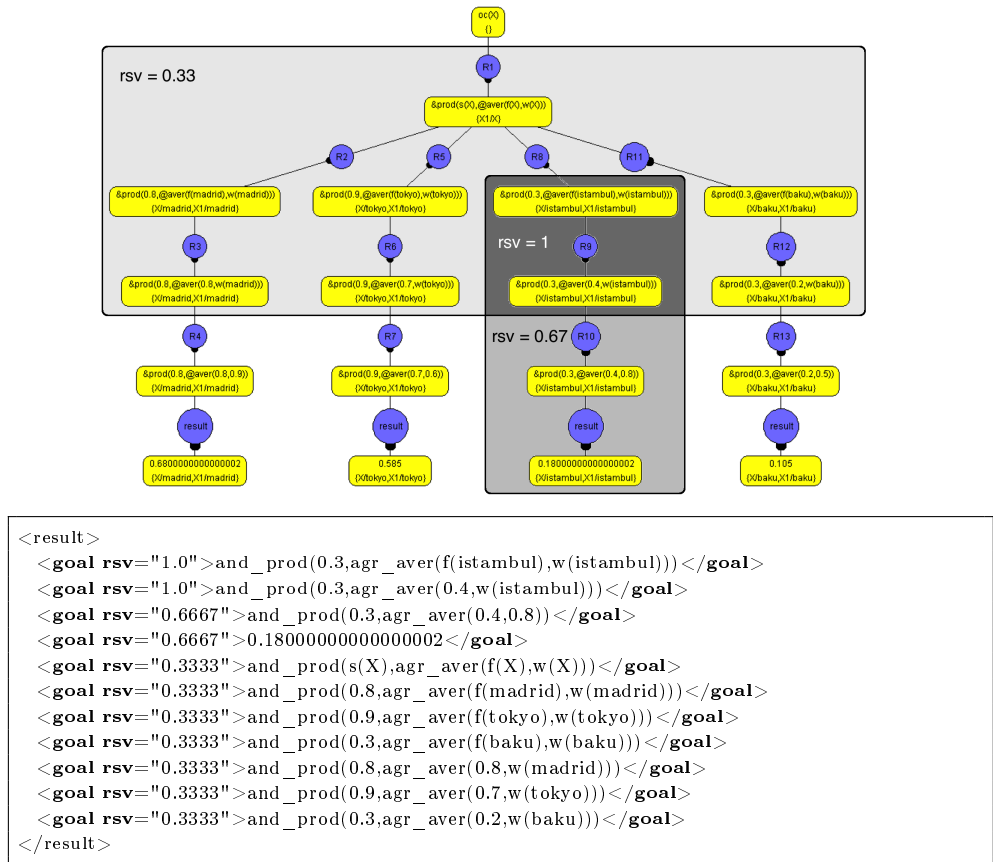 oc(X)
{}
rsv = 0.33
R1
&prod(s(X),@aver(f(X),w(X)))
{X1/X}
R2
R5
R8
R11
&prod(0.8,@aver(f(madrid),w(madrid)))
{X/madrid,X1/madrid}
&prod(0.9,@aver(f(tokyo),w(tokyo)))
{X/tokyo,X1/tokyo}
&prod(0.3,@aver(f(istambul),w(istambul)))
{X/istambul,X1/istambul}
&prod(0.3,@aver(f(baku),w(baku)))
{X/baku,X1/baku}
R3
R6
rsv = 1
R9
R12
&prod(0.8,@aver(0.8,w(madrid)))
{X/madrid,X1/madrid}
&prod(0.9,@aver(0.7,w(tokyo)))
{X/tokyo,X1/tokyo}
&prod(0.3,@aver(0.4,w(istambul)))
{X/istambul,X1/istambul}
&prod(0.3,@aver(0.2,w(baku)))
{X/baku,X1/baku}
R4
R7
rsv = 0.67
R10
R13
&prod(0.8,@aver(0.8,0.9))
{X/madrid,X1/madrid}
&prod(0.9,@aver(0.7,0.6))
{X/tokyo,X1/tokyo}
&prod(0.3,@aver(0.4,0.8))
{X/istambul,X1/istambul}
&prod(0.3,@aver(0.2,0.5))
{X/baku,X1/baku}
result
result
result
result
0.6800000000000002
{X/madrid,X1/madrid}
0.585
{X/tokyo,X1/tokyo}
0.18000000000000002
{X/istambul,X1/istambul}
0.105
{X/baku,X1/baku}
<result>
<goal rsv="1.0">and_prod(0.3,agr_aver(f(istambul),w(istambul)))</goal>
<goal rsv="1.0">and_prod(0.3,agr_aver(0.4,w(istambul)))</goal>
<goal rsv="0.6667">and_prod(0.3,agr_aver(0.4,0.8))</goal>
<goal rsv="0.6667">0.18000000000000002</goal>
<goal rsv="0.3333">and_prod(s(X),agr_aver(f(X),w(X)))</goal>
<goal rsv="0.3333">and_prod(0.8,agr_aver(f(madrid),w(madrid)))</goal>
<goal rsv="0.3333">and_prod(0.9,agr_aver(f(tokyo),w(tokyo)))</goal>
<goal rsv="0.3333">and_prod(0.3,agr_aver(f(baku),w(baku)))</goal>
<goal rsv="0.3333">and_prod(0.8,agr_aver(0.8,w(madrid)))</goal>
<goal rsv="0.3333">and_prod(0.9,agr_aver(0.7,w(tokyo)))</goal>
<goal rsv="0.3333">and_prod(0.3,agr_aver(0.2,w(baku)))</goal>
</result>